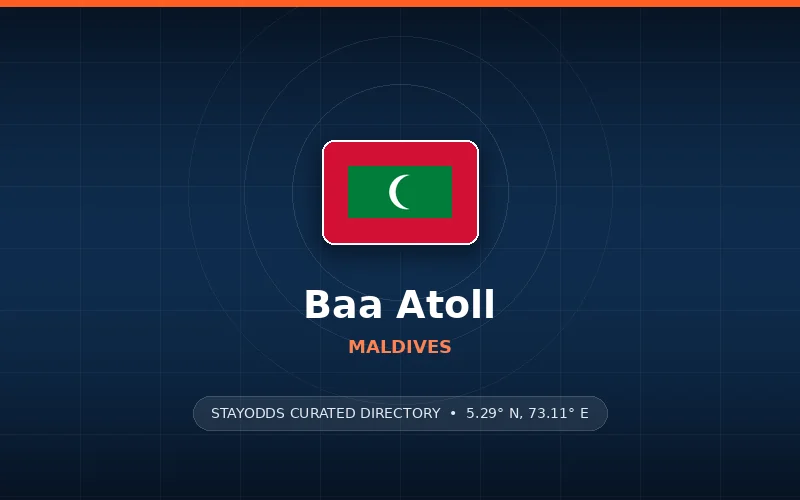 Baa Atoll
MALDIVES
STAYODDS CURATED DIRECTORY • 5.29° N, 73.11° E